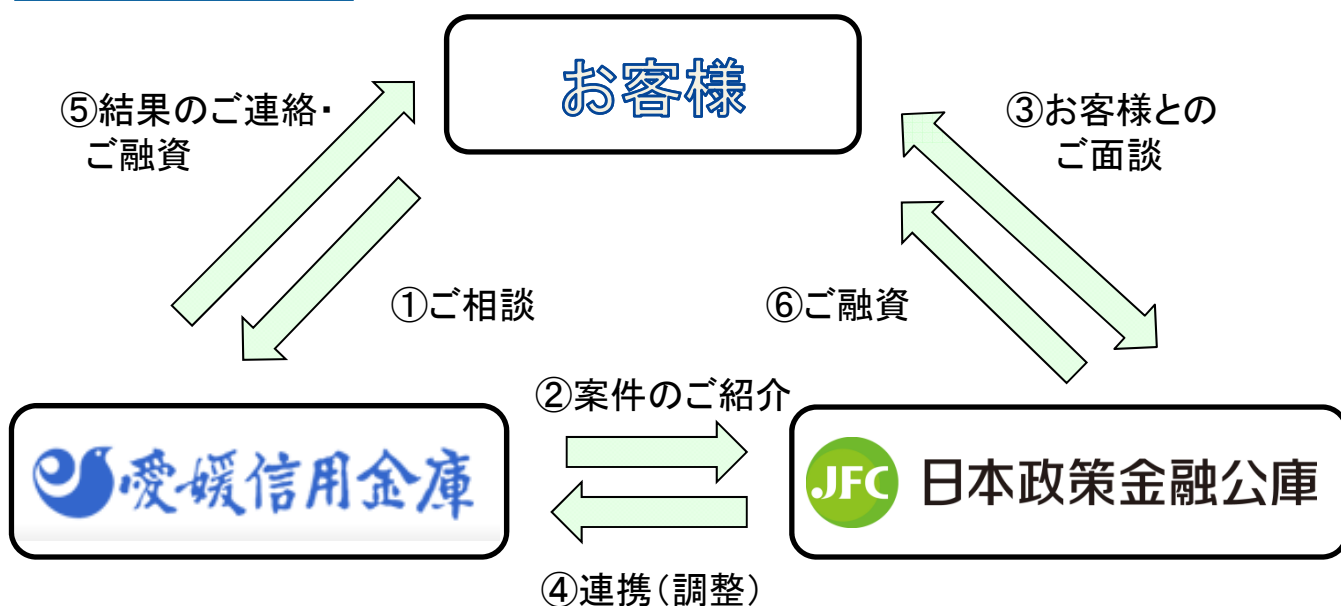 お客様
⑤結果のご連絡・
ご融資
③お客様との
ご面談
①ご相談
⑥ご融資
②案件のご紹介
愛媛信用金庫
JFC 日本政策金融公庫
④連携(調整)